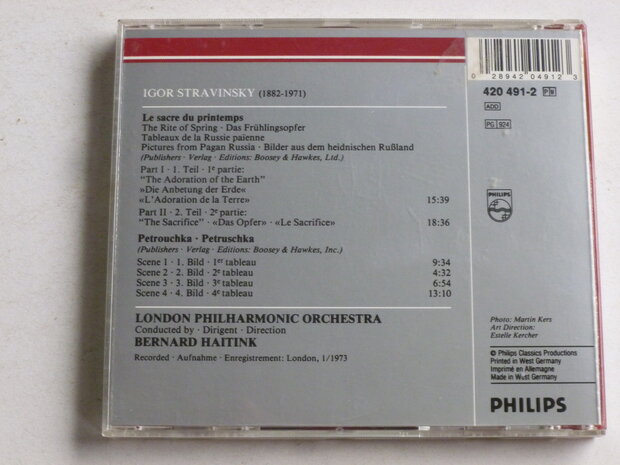 IGOR STRAVINSKY (1882-1971)
Le sacre du printemps
The Rite of Spring · Das Frühlingsopfer
Tableaux de la Russie païenne
Pictures from Pagan Russia · Bilder aus dem heidnischen Rußland
(Publishers · Verlag · Editions: Boosey & Hawkes, Ltd.)
Part I · 1. Teil · 1e partie:
“The Adoration of the Earth”
»Die Anbetung der Erde«
«L’Adoration de la Terre» 15:39
Part II · 2. Teil · 2e partie:
“The Sacrifice” · «Das Opfer» · «Le Sacrifice» 18:36
Petrouchka · Petruschka
(Publishers · Verlag · Editions: Boosey & Hawkes, Inc.)
Scene 1 · 1. Bild · 1er tableau 9:34
Scene 2 · 2. Bild · 2e tableau 4:32
Scene 3 · 3. Bild · 3e tableau 6:54
Scene 4 · 4. Bild · 4e tableau 13:10
LONDON PHILHARMONIC ORCHESTRA
Conducted by · Dirigent · Direction
BERNARD HAITINK
Recorded · Aufnahme · Enregistrement: London, 1/1973
0 28942 04912 3
420 491-2
ADD
PG 924
PHILIPS
Photo: Martin Kers
Art Direction:
Estelle Kercher
© Philips Classics Productions
Printed in West Germany
Imprimé en Allemagne
Made in West Germany
PHILIPS